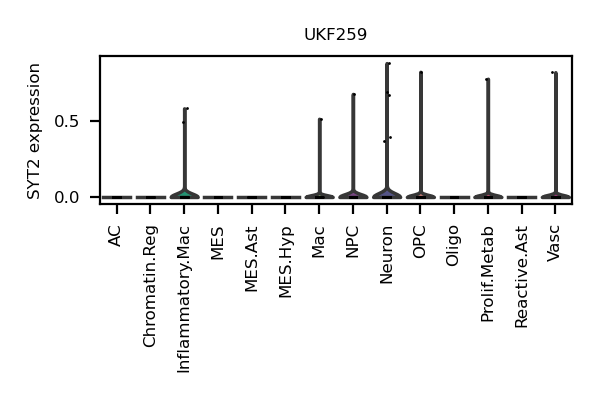 UKF259
SYT2 expression
0.5
0.0
AC
Chromatin.Reg
Inflammatory.Mac
MES
MES.Ast
MES.Hyp
Mac
NPC
Neuron
OPC
Oligo
Prolif.Metab
Reactive.Ast
Vasc